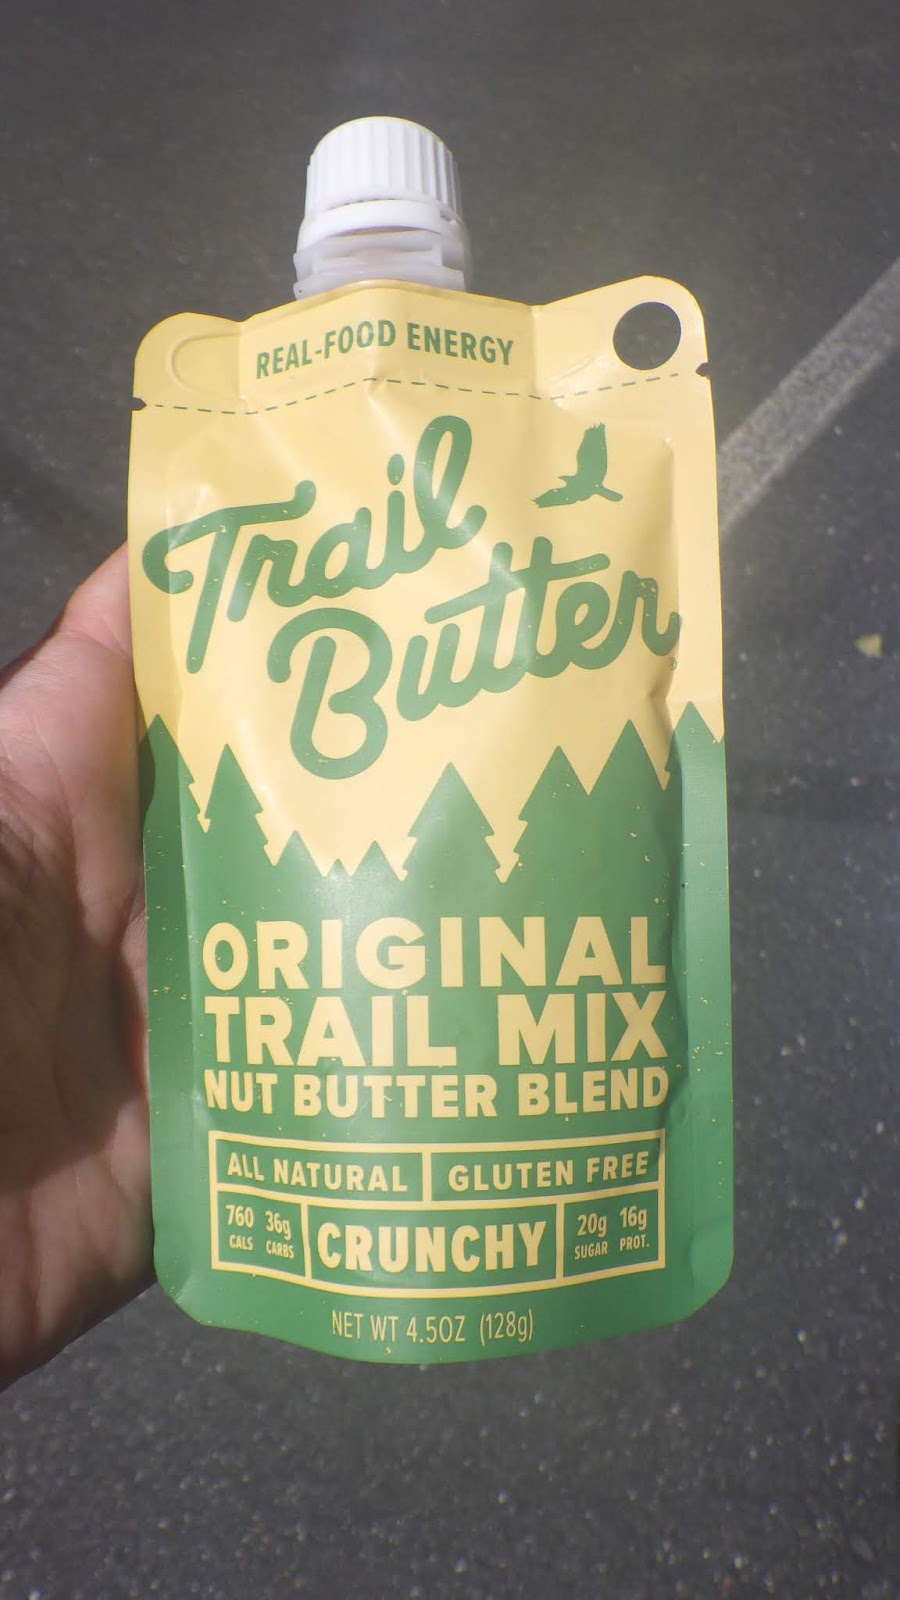 REAL-FOOD ENERGY
Trail
Butter®
ORIGINAL
TRAIL MIX
NUT BUTTER BLEND
ALL NATURAL GLUTEN FREE
760 CALS 36g CARBS CRUNCHY 20g SUGAR 16g PROT.
NET WT 4.5OZ (128g)